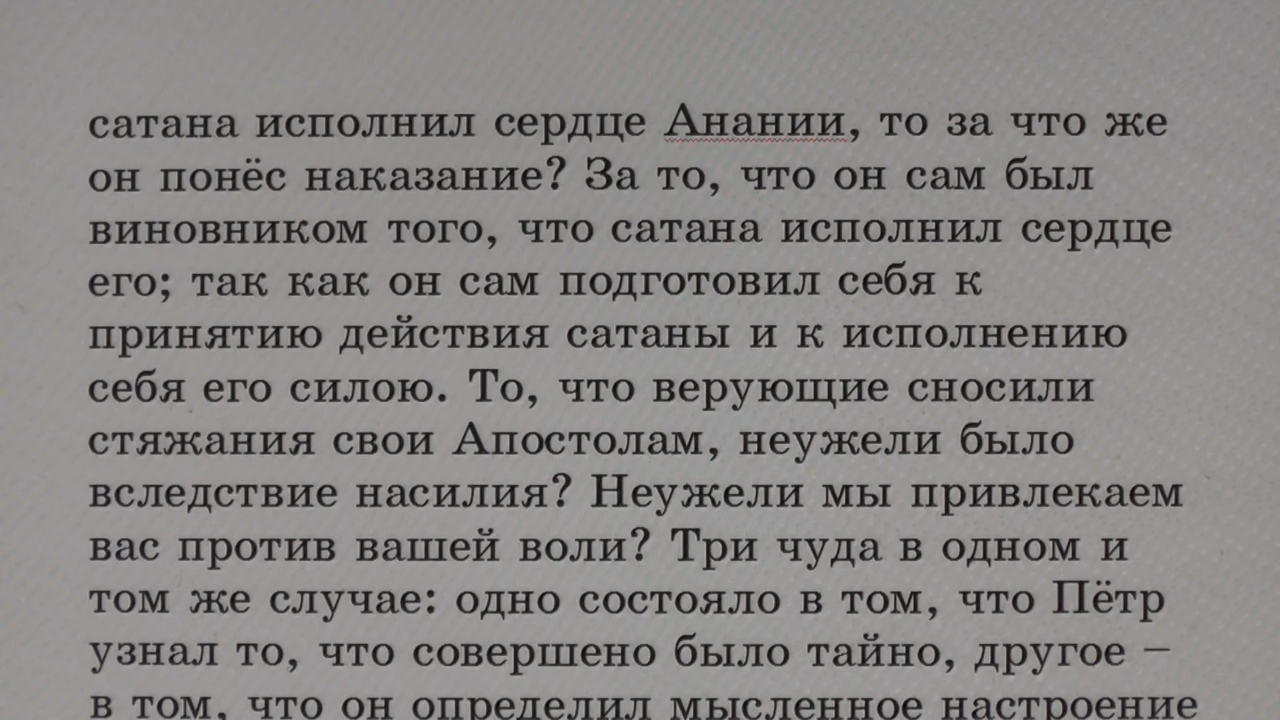 сатана исполнил сердце Анании, то за что же
он понёс наказание? За то, что он сам был
виновником того, что сатана исполнил сердце
его; так как он сам подготовил себя к
принятию действия сатаны и к исполнению
себя его силою. То, что верующие сносили
стяжания свои Апостолам, неужели было
вследствие насилия? Неужели мы привлекаем
вас против вашей воли? Три чуда в одном и
том же случае: одно состояло в том, что Пётр
узнал то, что совершено было тайно, другое –
в том, что он определил мысленное настроение